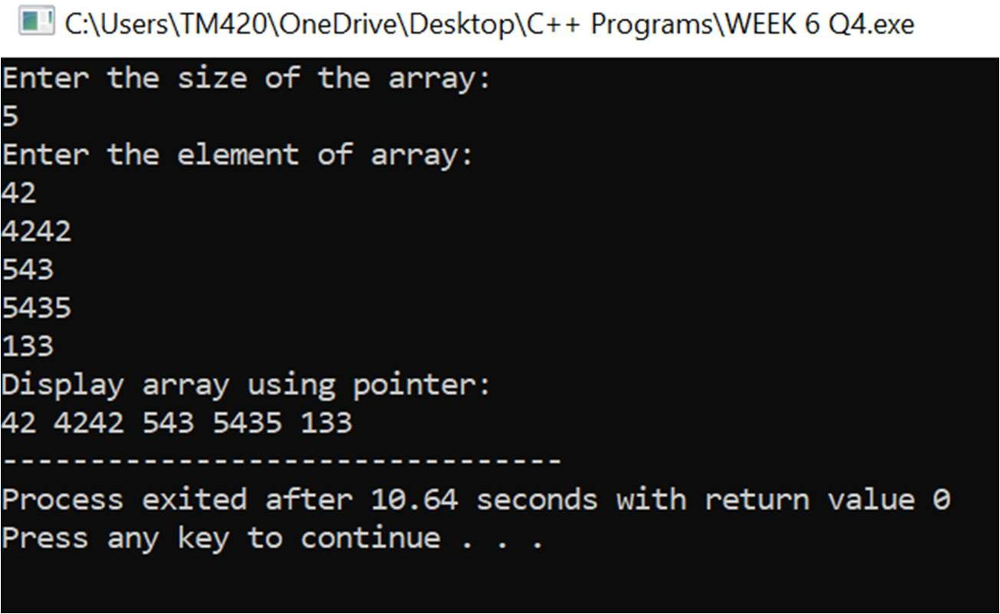 C:\Users\TM420\OneDrive\Desktop\C++ Programs\WEEK 6 Q4.exe
Enter the size of the array:
5
Enter the element of array:
42
4242
543
5435
133
Display array using pointer:
42 4242 543 5435 133
--------------------------------
Process exited after 10.64 seconds with return value 0
Press any key to continue . . .